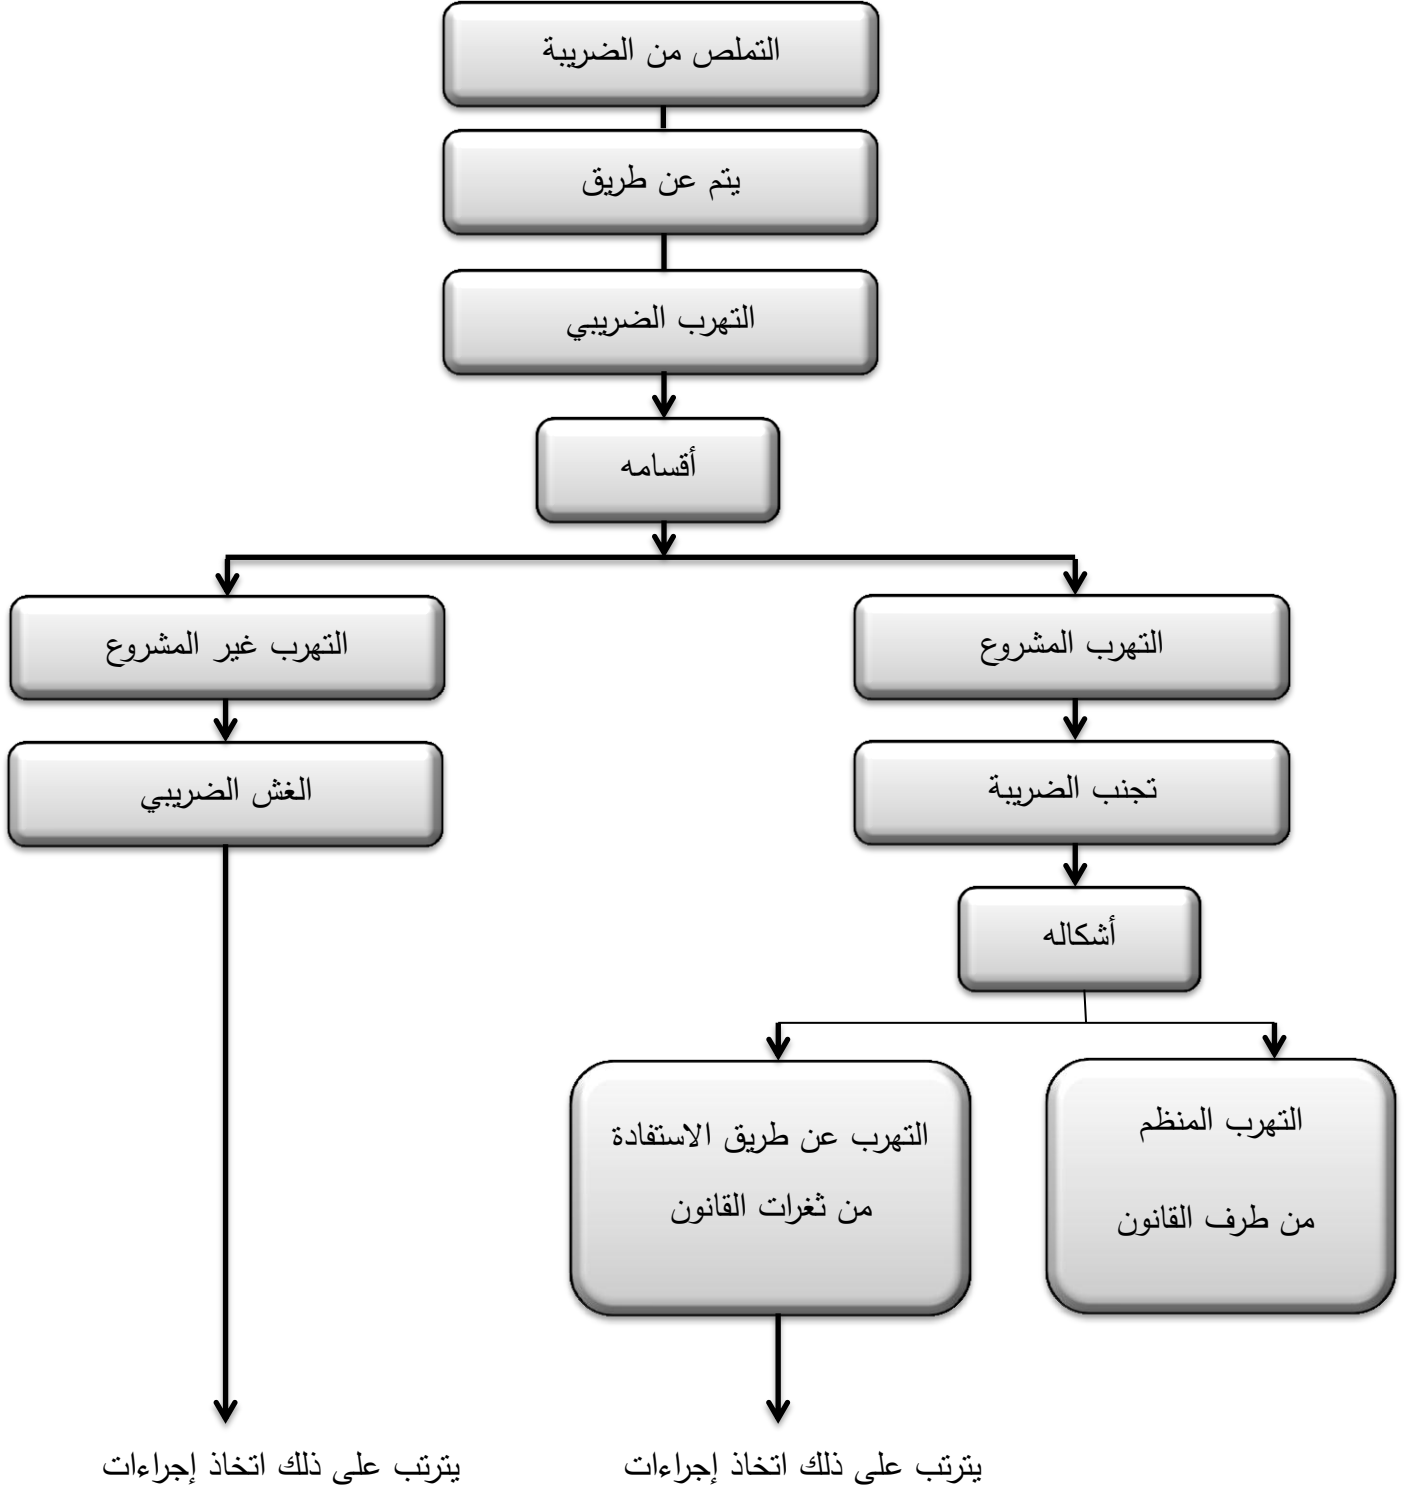 التملص من الضريبة
يتم عن طريق
التهرب الضريبي
أقسامه
التهرب المشروع
التهرب غير المشروع
تجنب الضريبة
الغش الضريبي
أشكاله
التهرب المنظم
من طرف القانون
التهرب عن طريق الاستفادة
من ثغرات القانون
يترتب على ذلك اتخاذ إجراءات
يترتب على ذلك اتخاذ إجراءات